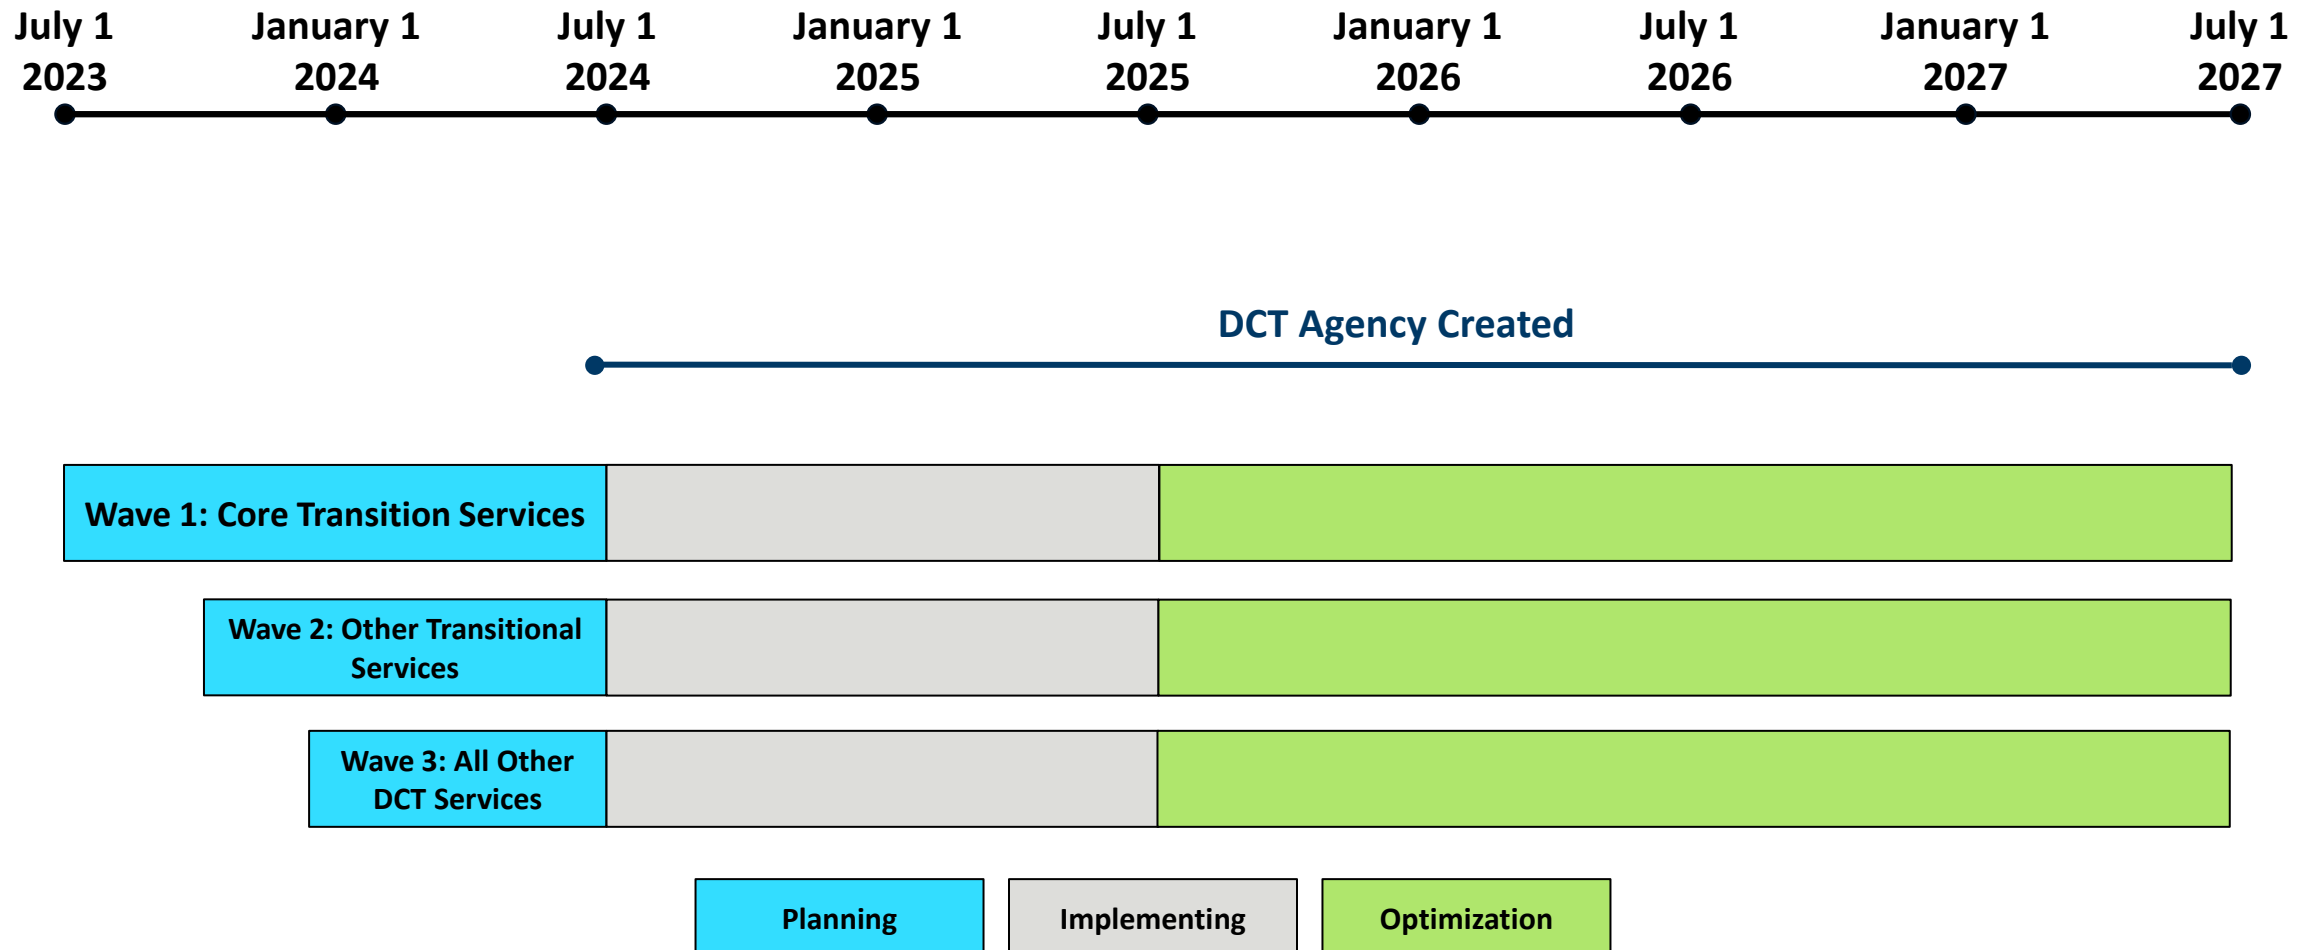 July 1
2023
January 1
2024
July 1
2024
January 1
2025
July 1
2025
January 1
2026
July 1
2026
January 1
2027
July 1
2027
DCT Agency Created
Wave 1: Core Transition Services
Wave 2: Other Transitional
Services
Wave 3: All Other
DCT Services
Planning
Implementing
Optimization